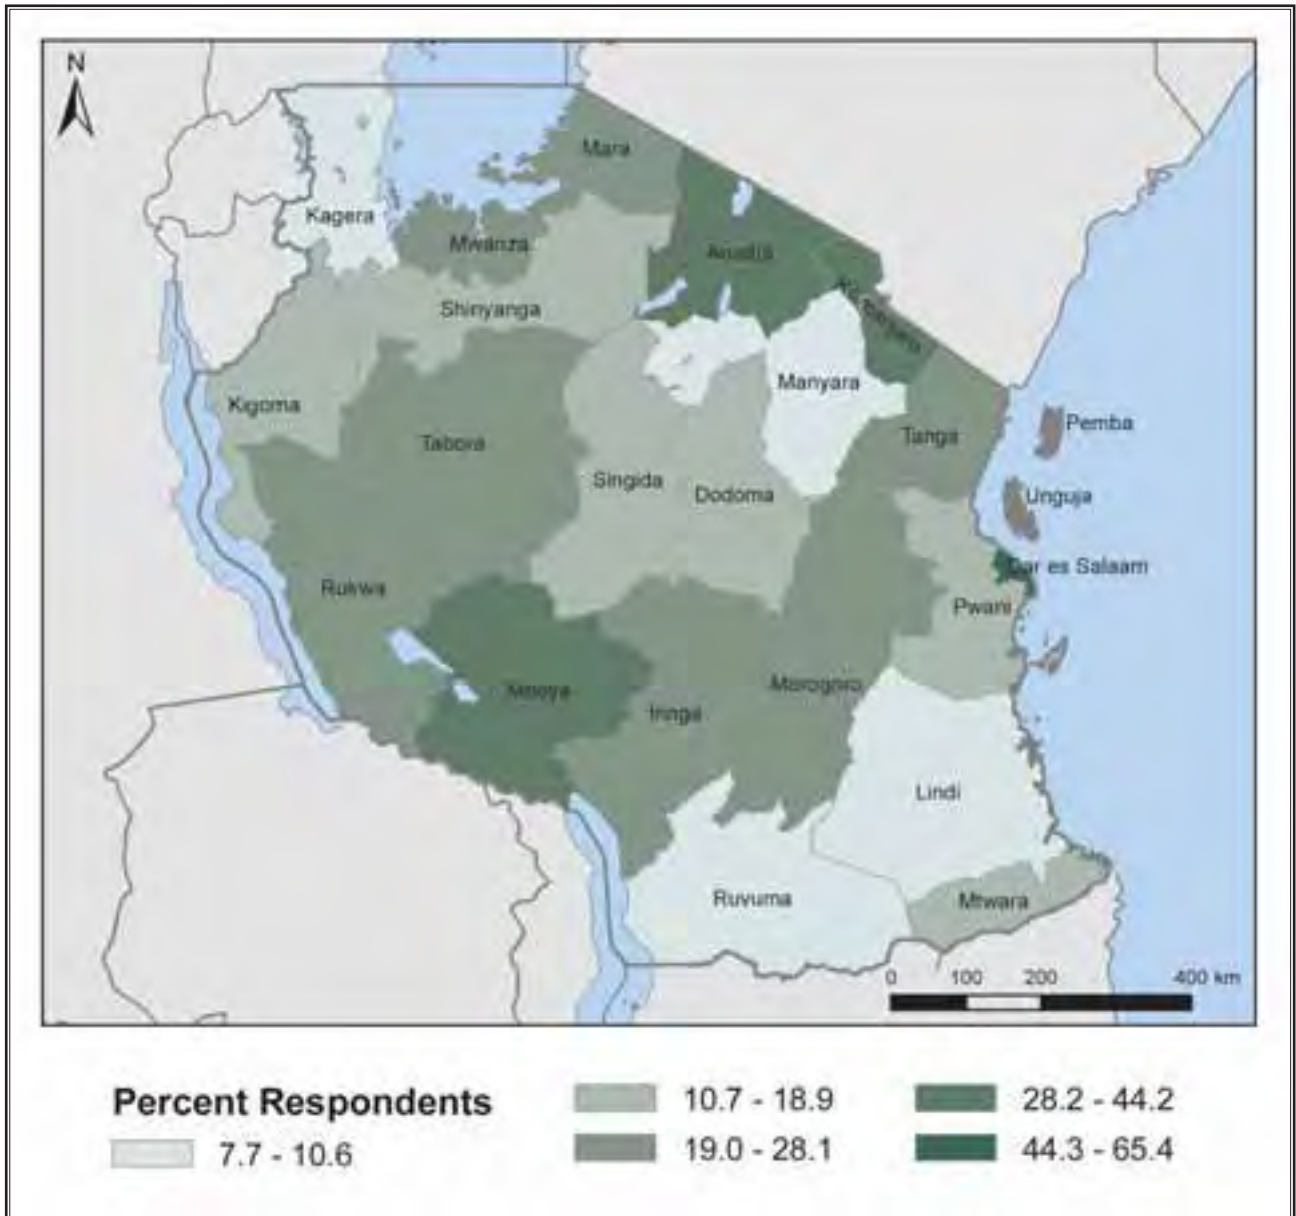 N
Mara
Kagera
Mwanza
Arusha
Kilimanjaro
Shinyanga
Manyara
Kigoma
Tabora
Tanga
Pemba
Singida
Dodoma
Unguja
Dar es Salaam
Rukwa
Pwani
Mbeya
Morogoro
Iringa
Lindi
Ruvuma
Mtwara
0 100 200 400 km
Percent Respondents
7.7 - 10.6
10.7 - 18.9
19.0 - 28.1
28.2 - 44.2
44.3 - 65.4